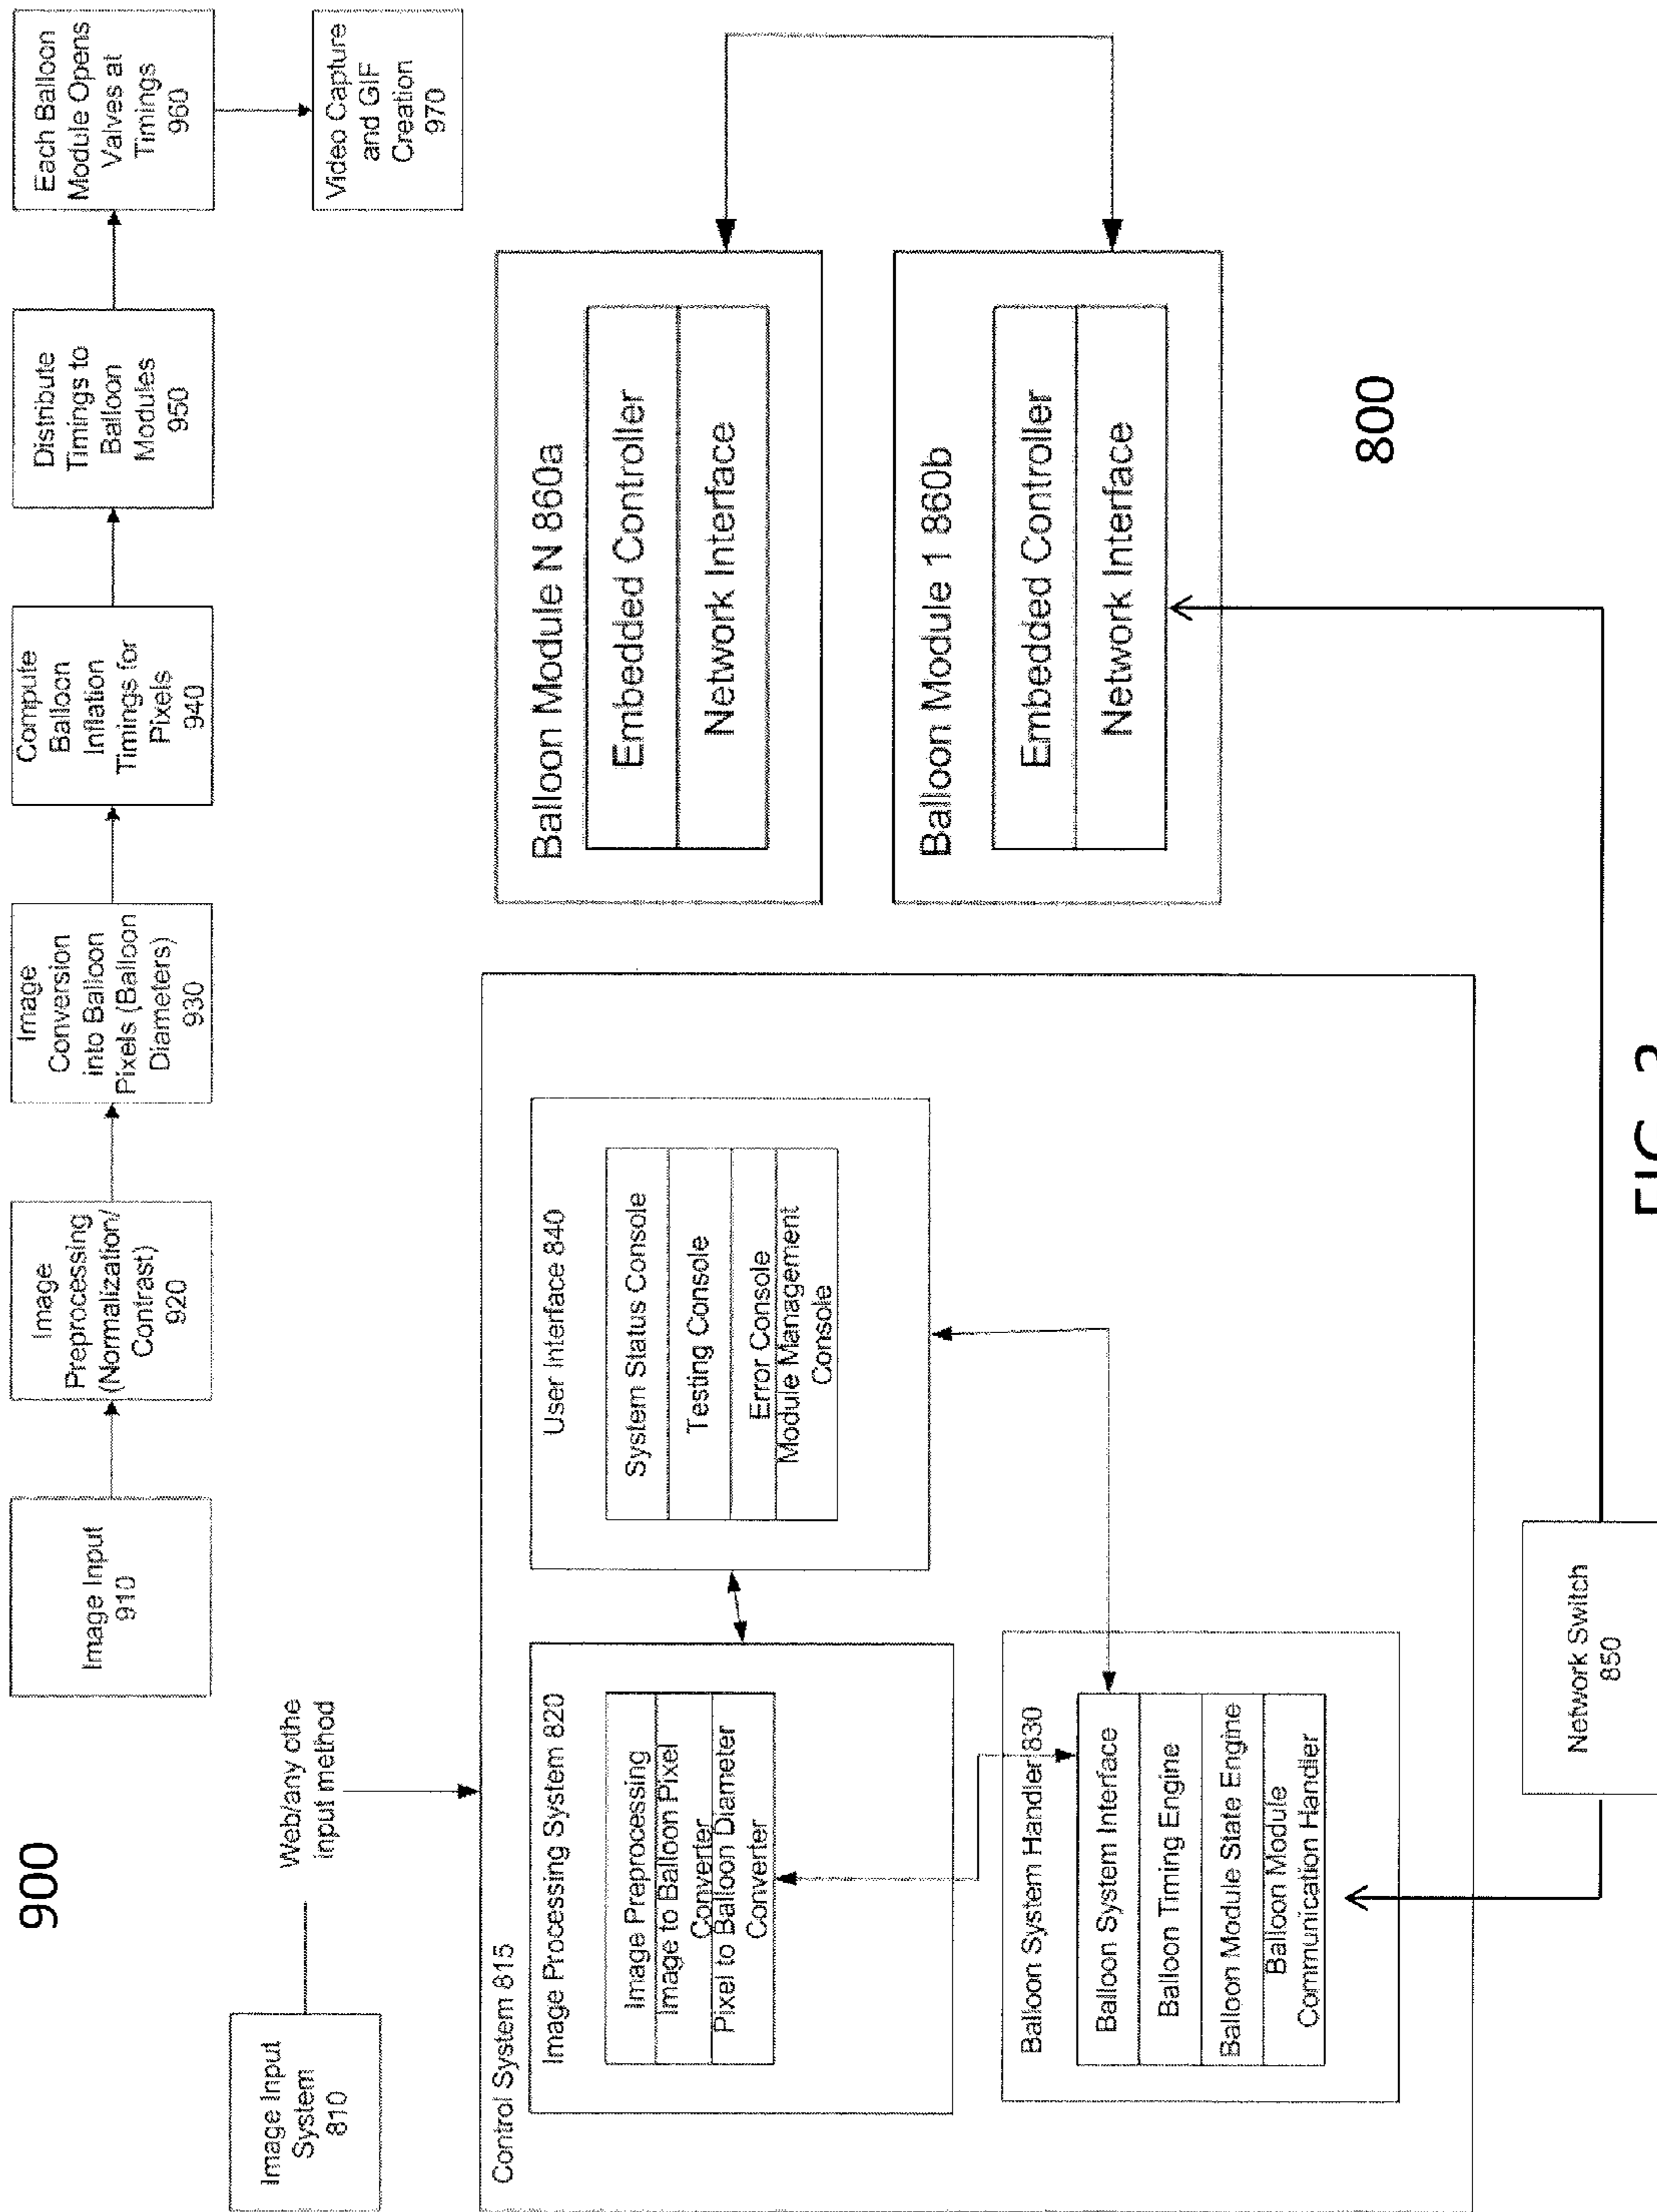 900
Image Input
910
Image
Preprocessing
(Normalization/
Contrast)
920
Image
Conversion
into Balloon
Pixels (Balloon
Diameters)
930
Compute
Balloon
Inflation
Timings for
Pixels
940
Distribute
Timings to
Balloon
Modules
950
Each Balloon
Module Opens
Valves at
Timings
960
Video Capture
and GIF
Creation
970
Image Input
System
810
Web/any othe
input method
Control System 815
Image Processing System 820
Image Preprocessing
Image to Balloon Pixel
Converter
Pixel to Balloon Diameter
Converter
User Interface 840
System Status Console
Testing Console
Error Console
Module Management
Console
Balloon System Handler 830
Balloon System Interface
Balloon Timing Engine
Balloon Module State Engine
Balloon Module
Communication Handler
Balloon Module N 860a
Embedded Controller
Network Interface
Balloon Module 1 860b
Embedded Controller
Network Interface
800
Network Switch
850
FIG.